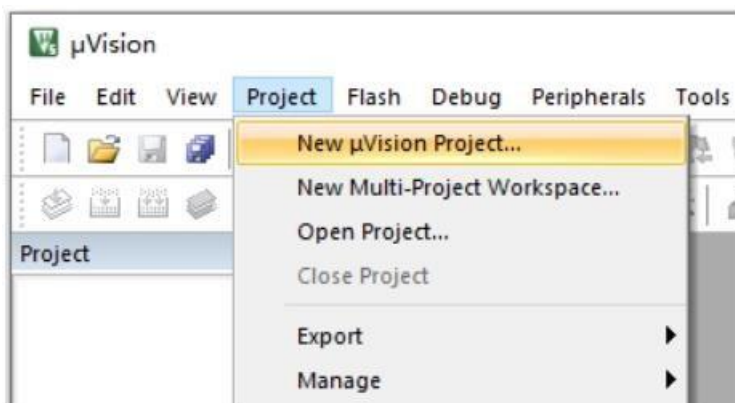 µVision
File Edit View Project Flash Debug Peripherals Tools
New µVision Project...
New Multi-Project Workspace...
Open Project...
Project
Close Project
Export
Manage